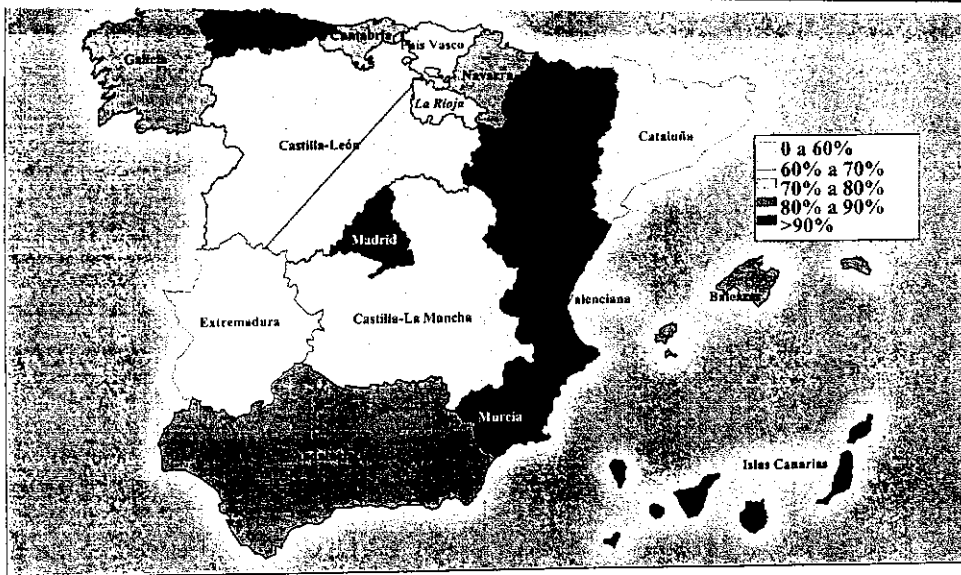 Cantabria
País Vasco
Galicia
Navarra
La Rioja
Castilla-León
Cataluña
0 a 60%
60% a 70%
70% a 80%
80% a 90%
>90%
Madrid
Baleares
alenciana
Extremadura
Castilla-La Mancha
Murcia
Islas Canarias